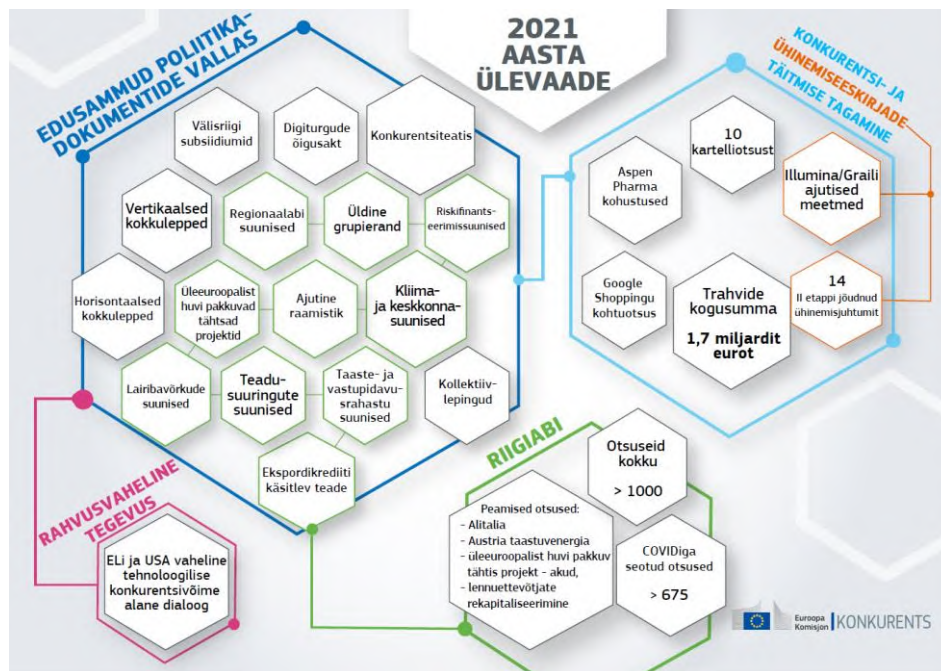 2021
AASTA
ÜLEVAADE
EDUSAMMUD POLIITIKA-
DOKUMENTIDE VALLAS
Välisriigi
subsiidiumid
Digiturgude
õigusakt
Konkurentsiteatis
Vertikaalsed
kokkulepped
Regionaalabi
suunised
Üldine
grupierand
Riskifinants-
seerimissuunised
Horisontaalsed
kokkulepped
Üleeuroopalist
huvi pakkuvad
tähtsad
projektid
Ajutine
raamistik
Kliima-
ja keskkonna-
suunised
Lairibavõrkude
suunised
Teadu-
suuringute
suunised
Taaste- ja
vastupidavu-
srahastu
suunised
Kollektiiv-
lepingud
Ekspordikrediiti
käsitlev teade
KONKURENTSI- JA
ÜHINEMISEESKIRJADE
TÄITMISE TAGAMINE
10
kartelliotsust
Aspen
Pharma
kohustused
Illumina/Graili
ajutised
meetmed
Google
Shoppingu
kohtuotsus
Trahvide
kogusumma
1,7 miljardit
eurot
14
II etappi jõudnud
ühinemisjuhtumit
RAHVUSVAHELINE
TEGEVUS
ELi ja USA vaheline
tehnoloogilise
konkurentsivõime
alane dialoog
RIIGIABI
Otsuseid
kokku
> 1000
Peamised otsused:
- Alitalia
- Austria taastuvenergia
- üleeuroopalist huvi pakkuv
tähtis projekt – akud,
- lennuettevõtjate
rekapitaliseerimine
COVIDiga
seotud otsused
> 675
Euroopa
Komisjon
KONKURENTS